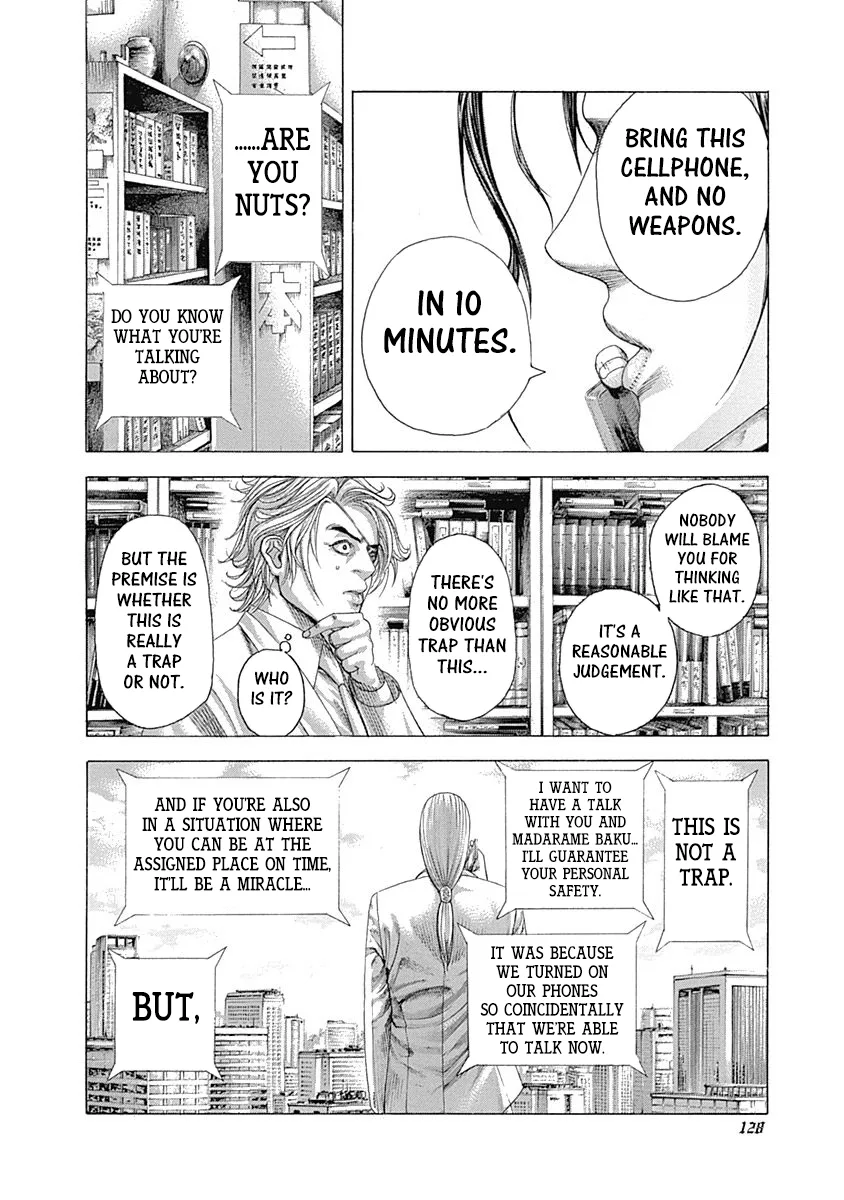 BRING THIS
CELLPHONE,
AND NO
WEAPONS.
IN 10
MINUTES.
......ARE
YOU
NUTS?
DO YOU KNOW
WHAT YOU'RE
TALKING
ABOUT?
本
NOBODY
WILL BLAME
YOU FOR
THINKING
LIKE THAT.
IT'S A
REASONABLE
JUDGEMENT.
THERE'S
NO MORE
OBVIOUS
TRAP THAN
THIS...
WHO
IS IT?
BUT THE
PREMISE IS
WHETHER
THIS IS
REALLY
A TRAP
OR NOT.
THIS IS
NOT A
TRAP.
I WANT TO
HAVE A TALK
WITH YOU AND
MADARAME BAKU...
I'LL GUARANTEE
YOUR PERSONAL
SAFETY.
IT WAS BECAUSE
WE TURNED ON
OUR PHONES
SO COINCIDENTALLY
THAT WE'RE ABLE
TO TALK NOW.
AND IF YOU'RE ALSO
IN A SITUATION WHERE
YOU CAN BE AT THE
ASSIGNED PLACE ON TIME,
IT'LL BE A MIRACLE...
BUT,